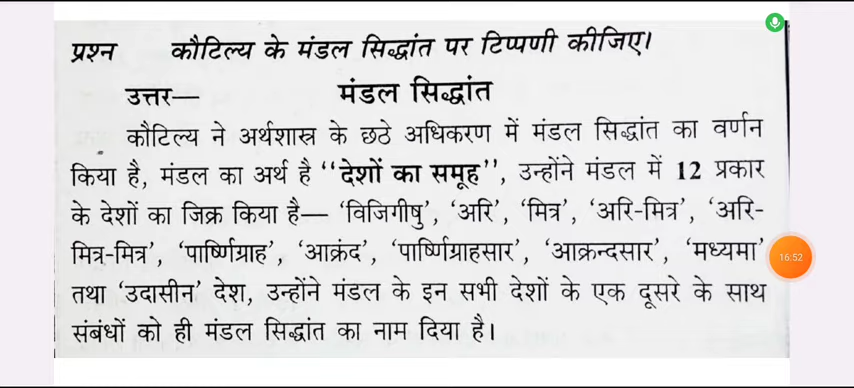 प्रश्न कौटिल्य के मंडल सिद्धांत पर टिप्पणी कीजिए।
उत्तर— मंडल सिद्धांत
कौटिल्य ने अर्थशास्त्र के छठे अधिकरण में मंडल सिद्धांत का वर्णन
किया है, मंडल का अर्थ है ‘‘देशों का समूह’’, उन्होंने मंडल में 12 प्रकार
के देशों का जिक्र किया है— ‘विजिगीषु’, ‘अरि’, ‘मित्र’, ‘अरि-मित्र’, ‘अरि-
मित्र-मित्र’, ‘पार्ष्णिग्राह’, ‘आक्रंद’, ‘पार्ष्णिग्राहसार’, ‘आक्रन्दसार’, ‘मध्यमा’
तथा ‘उदासीन’ देश, उन्होंने मंडल के इन सभी देशों के एक दूसरे के साथ
संबंधों को ही मंडल सिद्धांत का नाम दिया है।
16:52